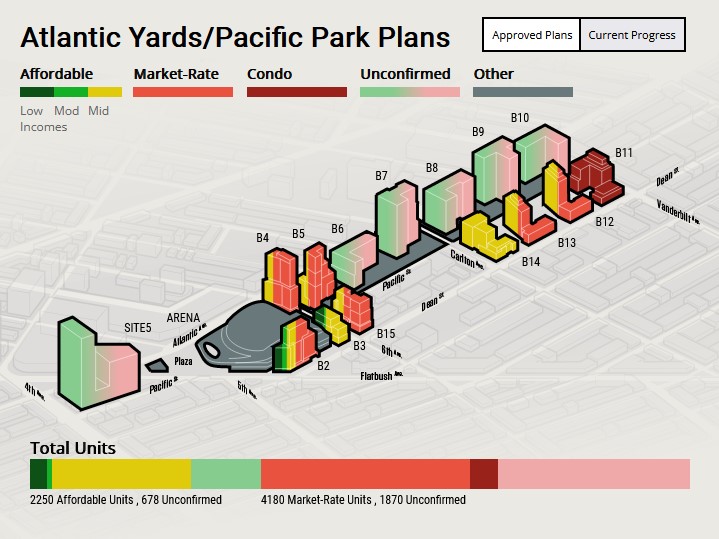 Atlantic Yards/Pacific Park Plans
Approved Plans
Current Progress
Affordable
Market-Rate
Condo
Unconfirmed
Other
Low Mod Mid
Incomes
B10
B9
B11
B8
Dean St
B7
Vanderbilt Ave.
B12
B6
B13
B5
B4
Carlton Ave.
B14
Pacific St
Dean St
ARENA
SITE5
Atlantic Ave
B15
B3
6th Ave.
Plaza
B2
Pacific St
Flatbush Ave.
4th Ave.
5th Ave.
Total Units
2250 Affordable Units , 678 Unconfirmed
4180 Market-Rate Units , 1870 Unconfirmed